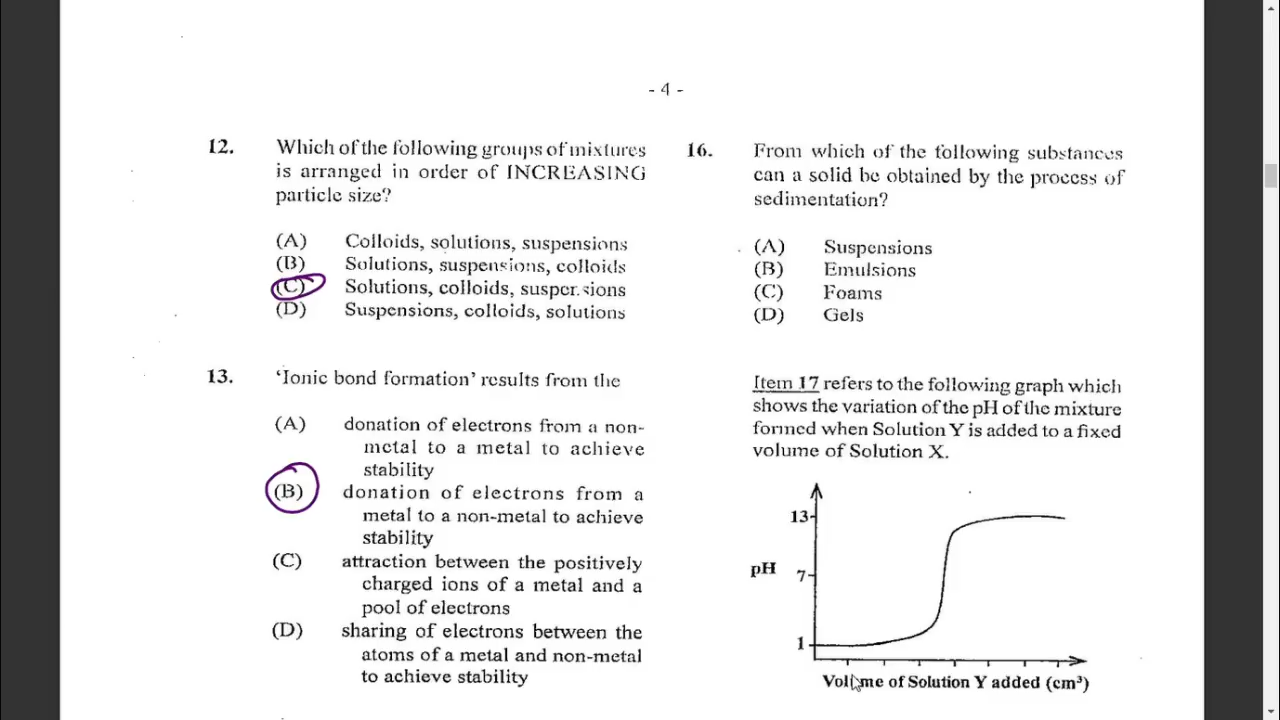 - 4 -
12. Which of the following groups of mixtures
is arranged in order of INCREASING
particle size?
(A) Colloids, solutions, suspensions
(B) Solutions, suspensions, colloids
(C) Solutions, colloids, suspensions
(D) Suspensions, colloids, solutions
13. 'Ionic bond formation' results from the
(A) donation of electrons from a non-
metal to a metal to achieve
stability
(B) donation of electrons from a
metal to a non-metal to achieve
stability
(C) attraction between the positively
charged ions of a metal and a
pool of electrons
(D) sharing of electrons between the
atoms of a metal and non-metal
to achieve stability
16. From which of the following substances
can a solid be obtained by the process of
sedimentation?
(A) Suspensions
(B) Emulsions
(C) Foams
(D) Gels
Item 17 refers to the following graph which
shows the variation of the pH of the mixture
formed when Solution Y is added to a fixed
volume of Solution X.
13
pH 7
1
Volume of Solution Y added (cm³)